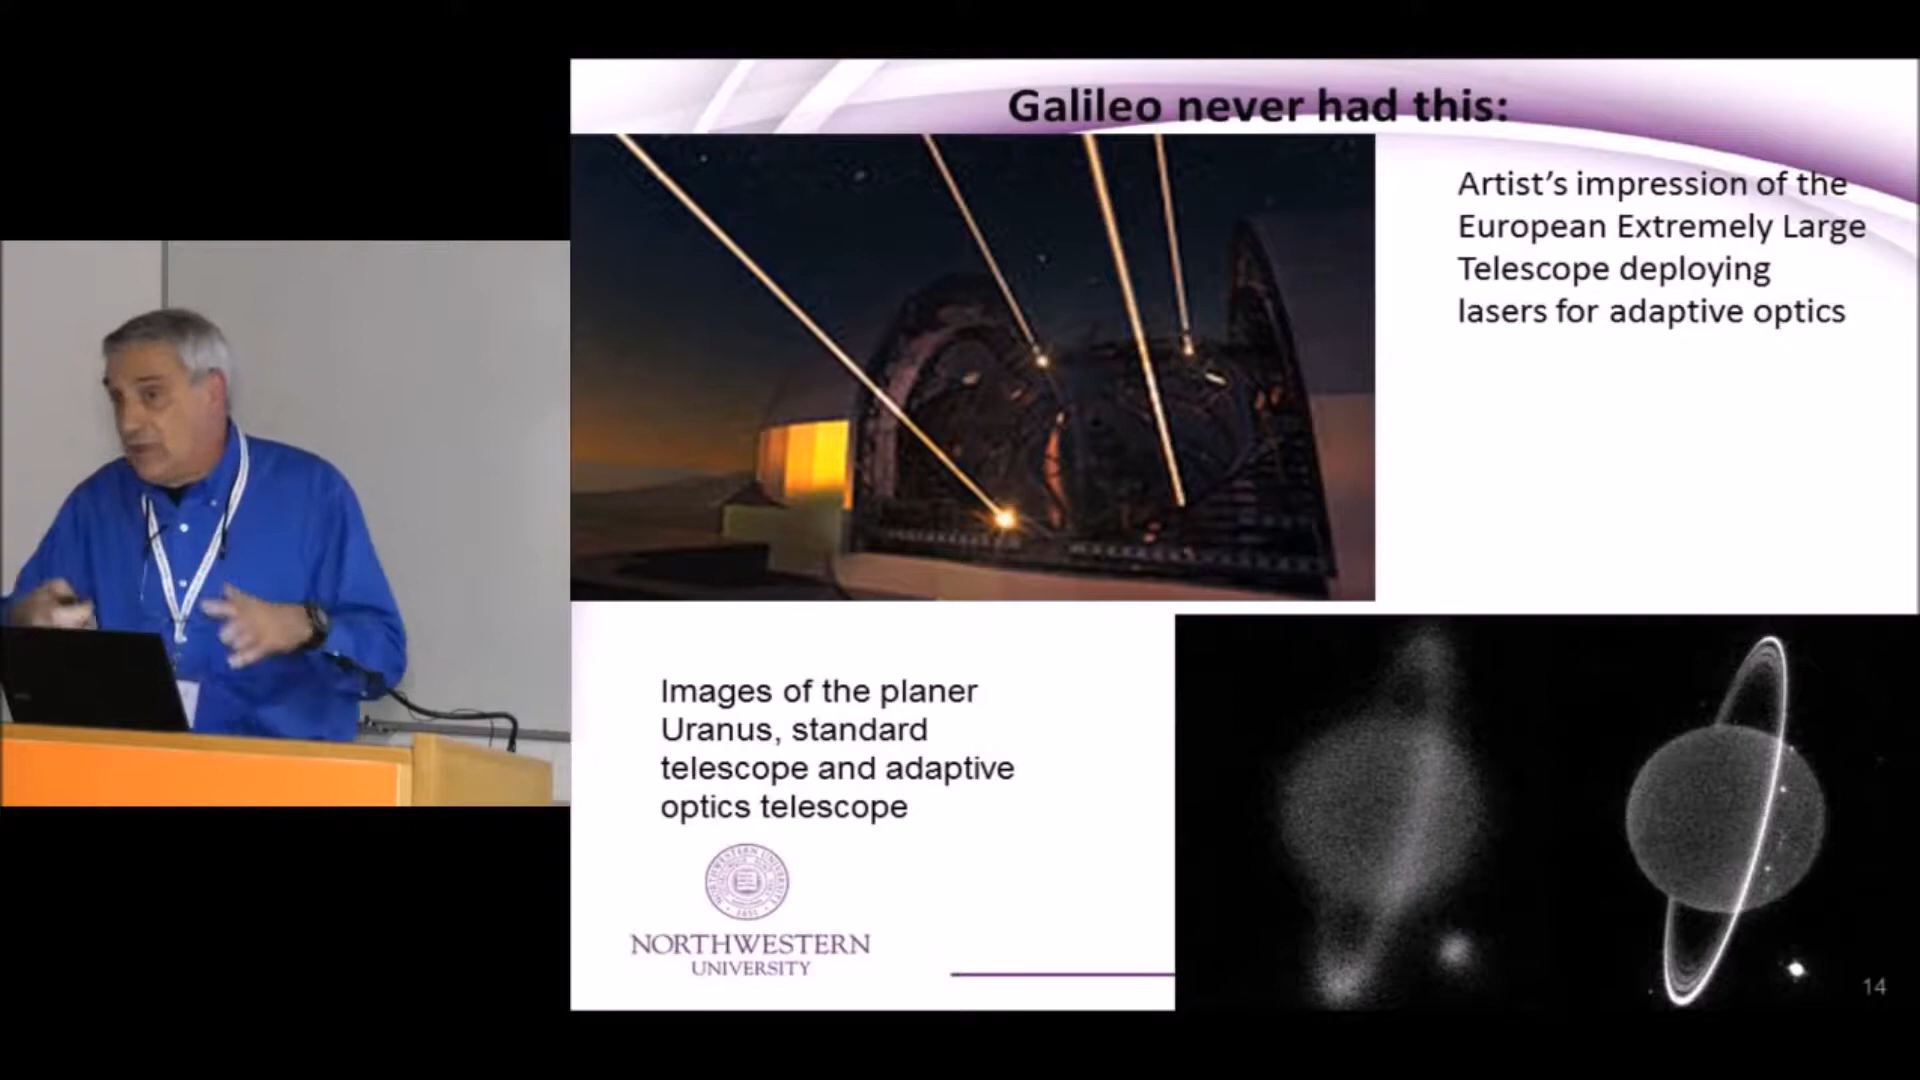 Galileo never had this:
Artist's impression of the
European Extremely Large
Telescope deploying
lasers for adaptive optics
Images of the planer
Uranus, standard
telescope and adaptive
optics telescope
NORTHWESTERN
UNIVERSITY
14